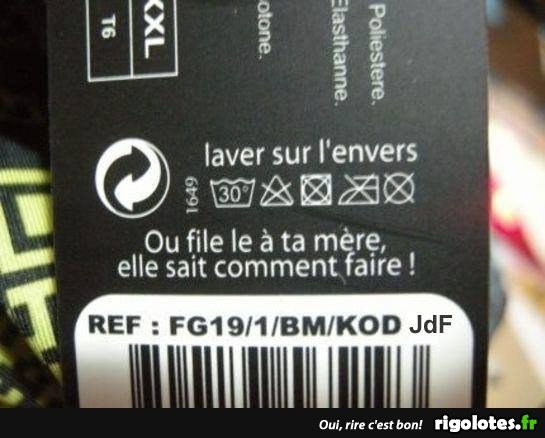 XXL
T6
otone.
Elasthanne.
Poliestere.
laver sur l'envers
1649
30°
Ou file le à ta mère,
elle sait comment faire !
REF : FG19/1/BM/KOD JdF
Oui, rire c'est bon! rigolotes.fr